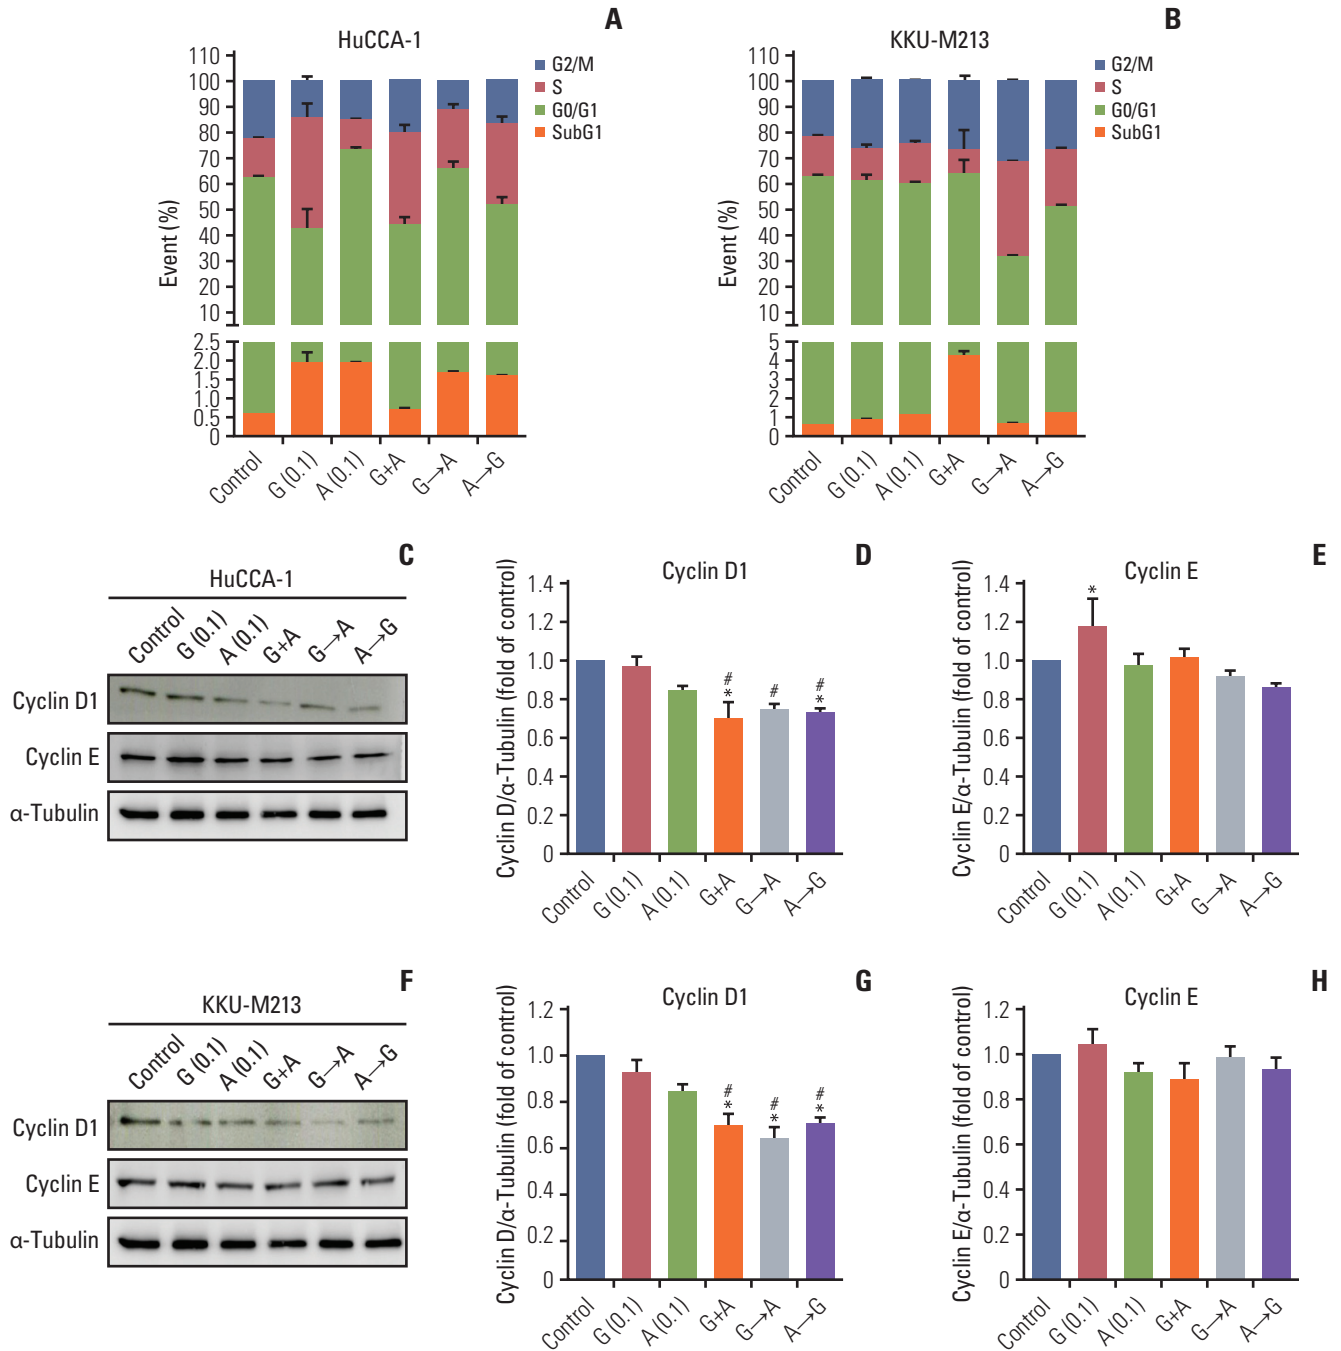 A
HuCCA-1
110
100
90
80
70
60
50
40
30
20
10
2.5
2.0
1.5
1.0
0.5
0
Event (%)
G2/M
S
G0/G1
SubG1
Control
G (0.1)
A (0.1)
G+A
G→A
A→G
B
KKU-M213
110
100
90
80
70
60
50
40
30
20
10
5
4
3
2
1
0
Event (%)
G2/M
S
G0/G1
SubG1
Control
G (0.1)
A (0.1)
G+A
G→A
A→G
C
HuCCA-1
Control
G (0.1)
A (0.1)
G+A
G→A
A→G
Cyclin D1
Cyclin E
α-Tubulin
D
Cyclin D1
Cyclin D/α-Tubulin (fold of control)
1.4
1.2
1.0
0.8
0.6
0.4
0.2
0
#
*
#
#
*
Control
G (0.1)
A (0.1)
G+A
G→A
A→G
E
Cyclin E
Cyclin E/α-Tubulin (fold of control)
1.4
1.2
1.0
0.8
0.6
0.4
0.2
0
*
Control
G (0.1)
A (0.1)
G+A
G→A
A→G
F
KKU-M213
Control
G (0.1)
A (0.1)
G+A
G→A
A→G
Cyclin D1
Cyclin E
α-Tubulin
G
Cyclin D1
Cyclin D/α-Tubulin (fold of control)
1.2
1.0
0.8
0.6
0.4
0.2
0
#
*
#
*
#
*
Control
G (0.1)
A (0.1)
G+A
G→A
A→G
H
Cyclin E
Cyclin E/α-Tubulin (fold of control)
1.2
1.0
0.8
0.6
0.4
0.2
0
Control
G (0.1)
A (0.1)
G+A
G→A
A→G